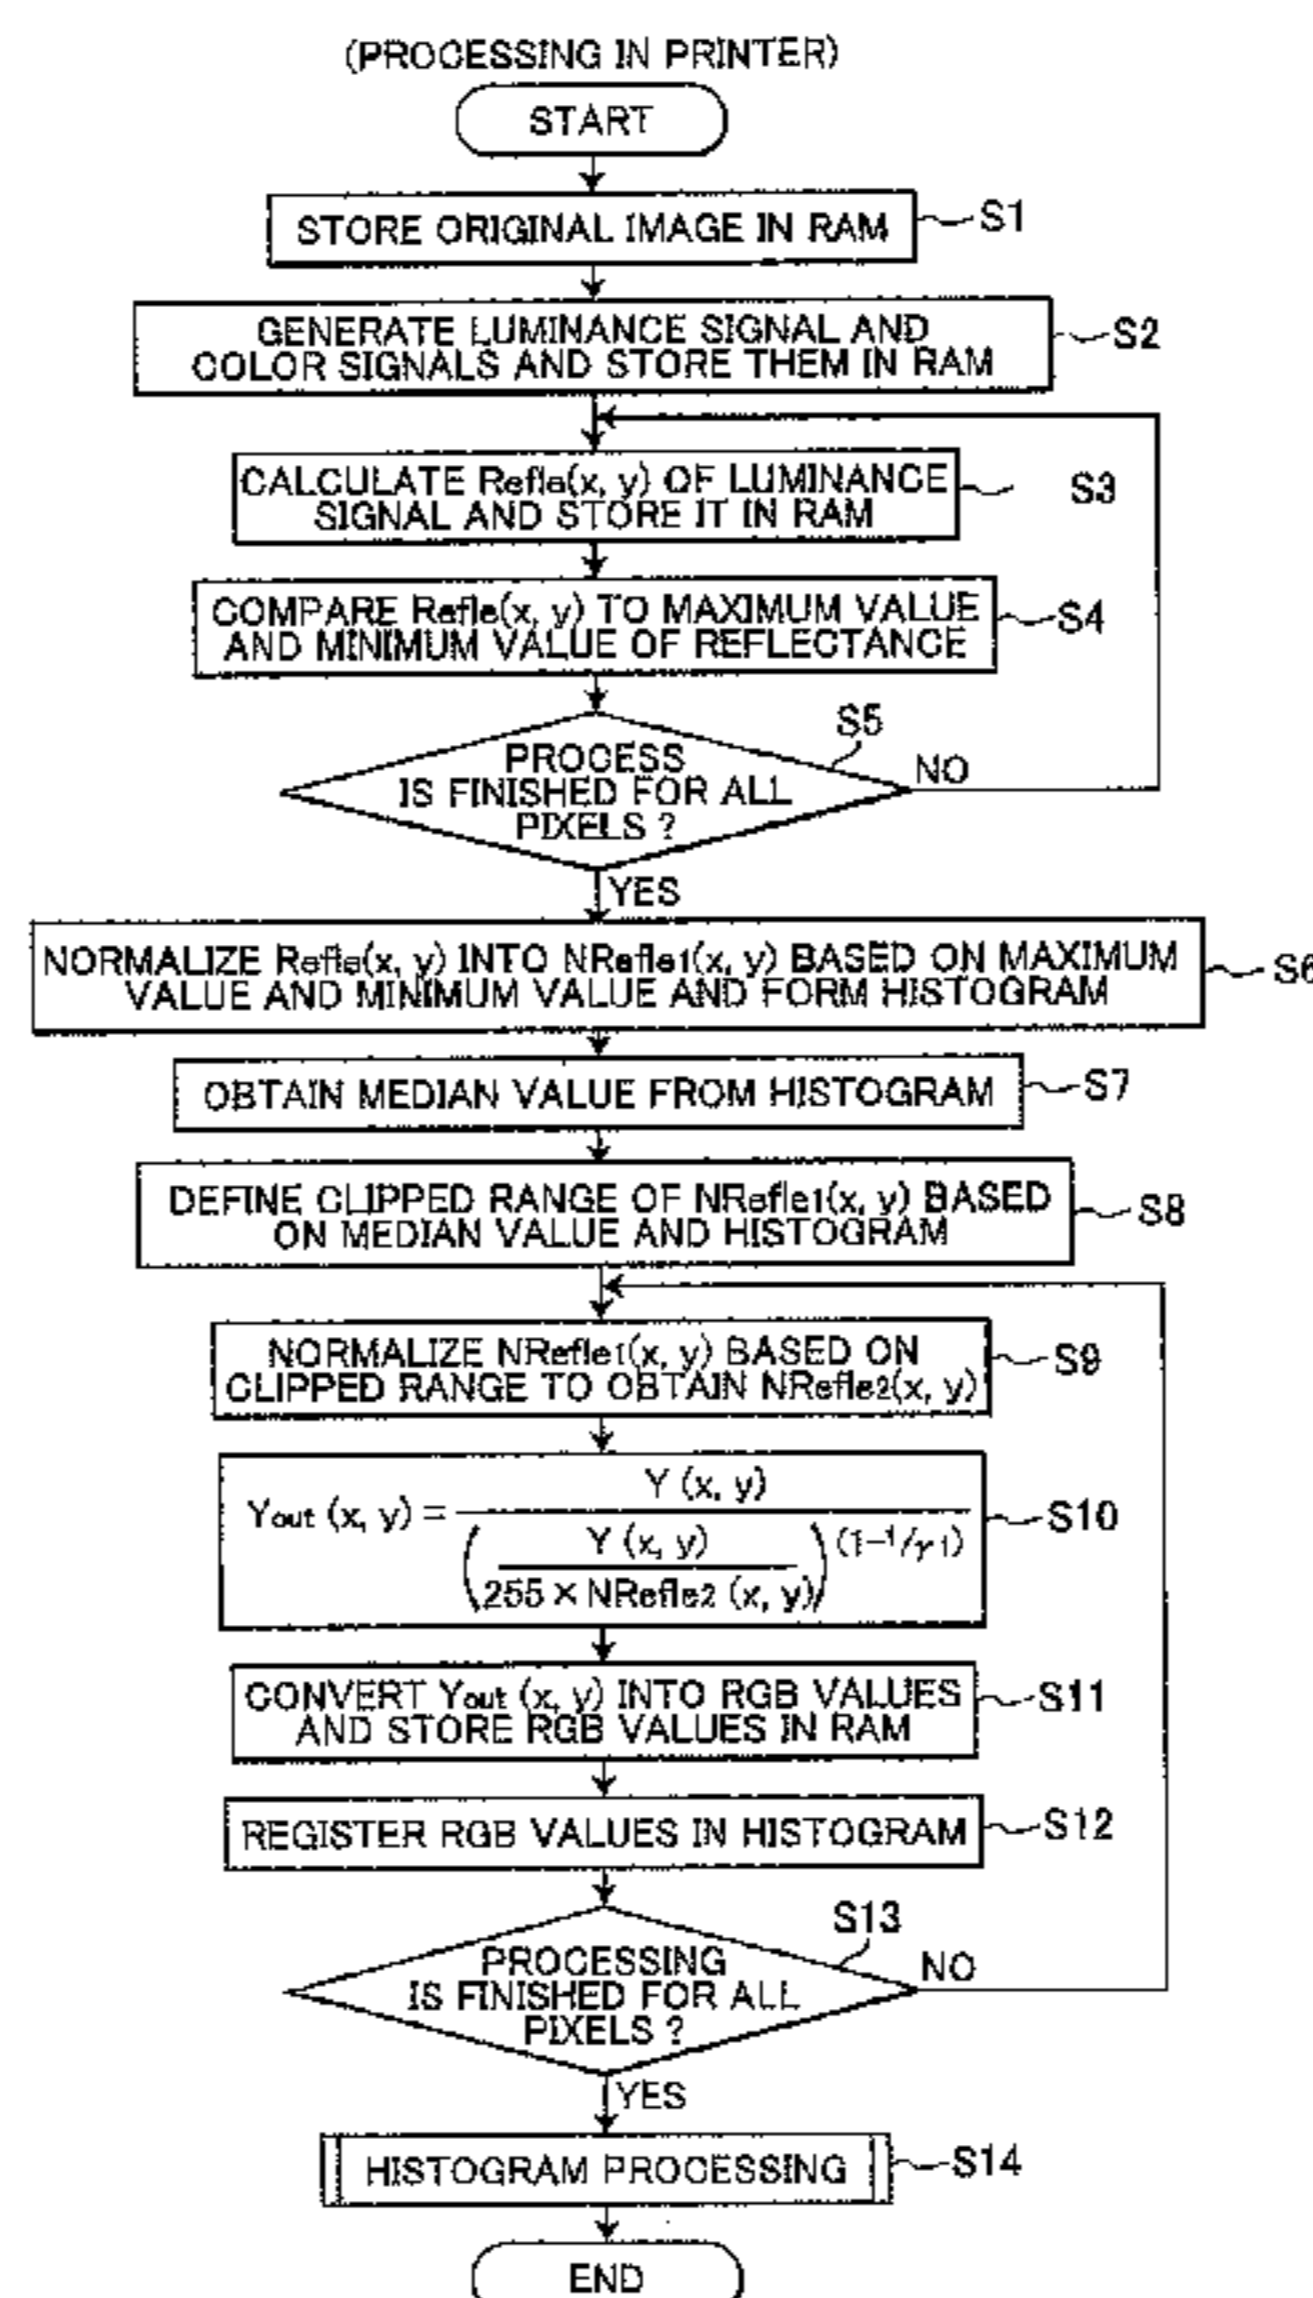 (PROCESSING IN PRINTER)
START
STORE ORIGINAL IMAGE IN RAM
S1
GENERATE LUMINANCE SIGNAL AND
COLOR SIGNALS AND STORE THEM IN RAM
S2
CALCULATE Refle(x, y) OF LUMINANCE
SIGNAL AND STORE IT IN RAM
S3
COMPARE Refle(x, y) TO MAXIMUM VALUE
AND MINIMUM VALUE OF REFLECTANCE
S4
S5
PROCESS
IS FINISHED FOR ALL
PIXELS ?
NO
YES
NORMALIZE Refle(x, y) INTO NRefle1(x, y) BASED ON MAXIMUM
VALUE AND MINIMUM VALUE AND FORM HISTOGRAM
S6
OBTAIN MEDIAN VALUE FROM HISTOGRAM
S7
DEFINE CLIPPED RANGE OF NRefle1(x, y) BASED
ON MEDIAN VALUE AND HISTOGRAM
S8
NORMALIZE NRefle1(x, y) BASED ON
CLIPPED RANGE TO OBTAIN NRefle2(x, y)
S9
Yout (x, y) = Y (x, y)
( Y (x, y) / 255 × NRefle2 (x, y) ) (1-1/γ1)
S10
CONVERT Yout (x, y) INTO RGB VALUES
AND STORE RGB VALUES IN RAM
S11
REGISTER RGB VALUES IN HISTOGRAM
S12
S13
PROCESSING
IS FINISHED FOR ALL
PIXELS ?
NO
YES
HISTOGRAM PROCESSING
S14
END